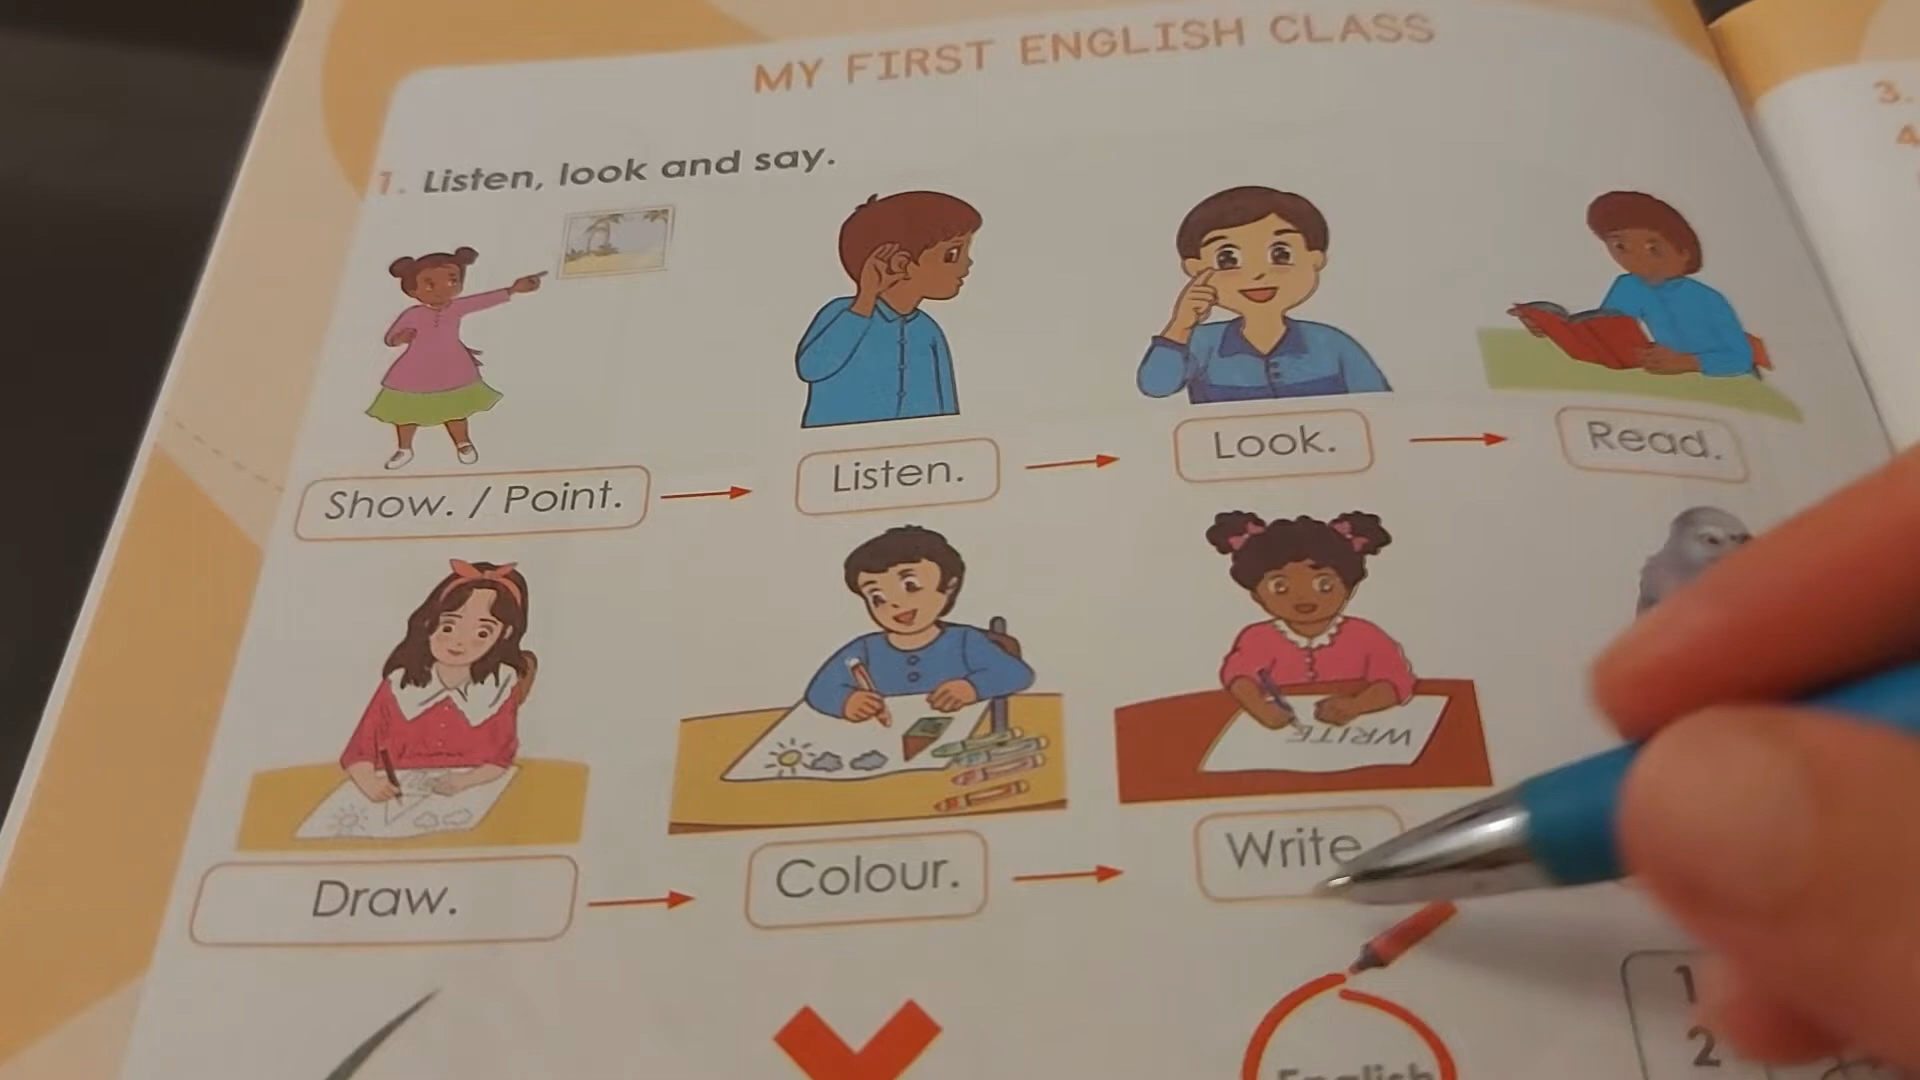 MY FIRST ENGLISH CLASS
1. Listen, look and say.
Show. / Point.
Listen.
Look.
Read.
WRITE
Draw.
Colour.
Write
English
1
2
3.
4